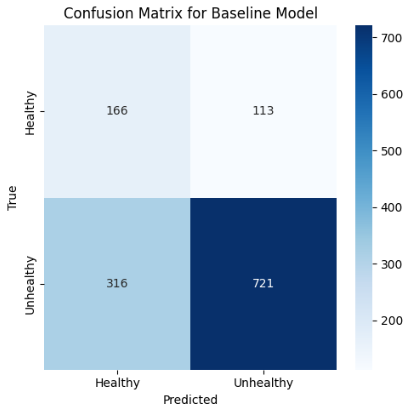 Confusion Matrix for Baseline Model
True
Healthy
Unhealthy
166
113
316
721
Healthy
Unhealthy
Predicted
700
600
500
400
300
200